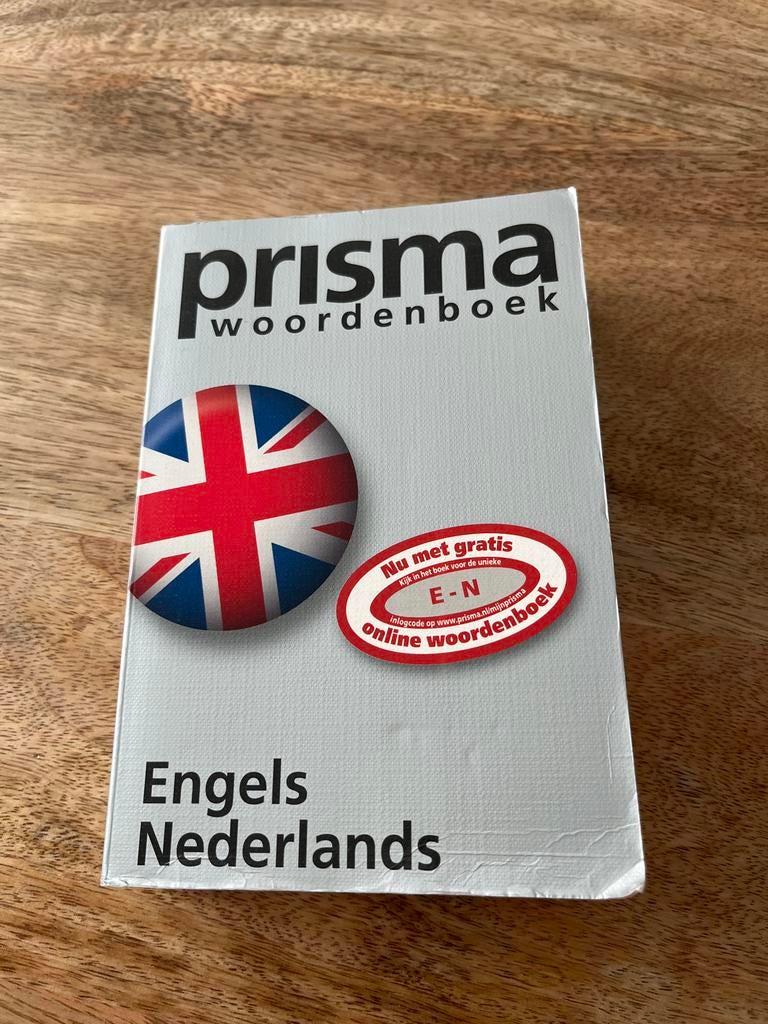 prisma
woordenboek
Nu met gratis
Kijk in het boek voor de unieke
E-N
inlogcode op www.prisma.nl/mijnprisma
online woordenboek
Engels
Nederlands